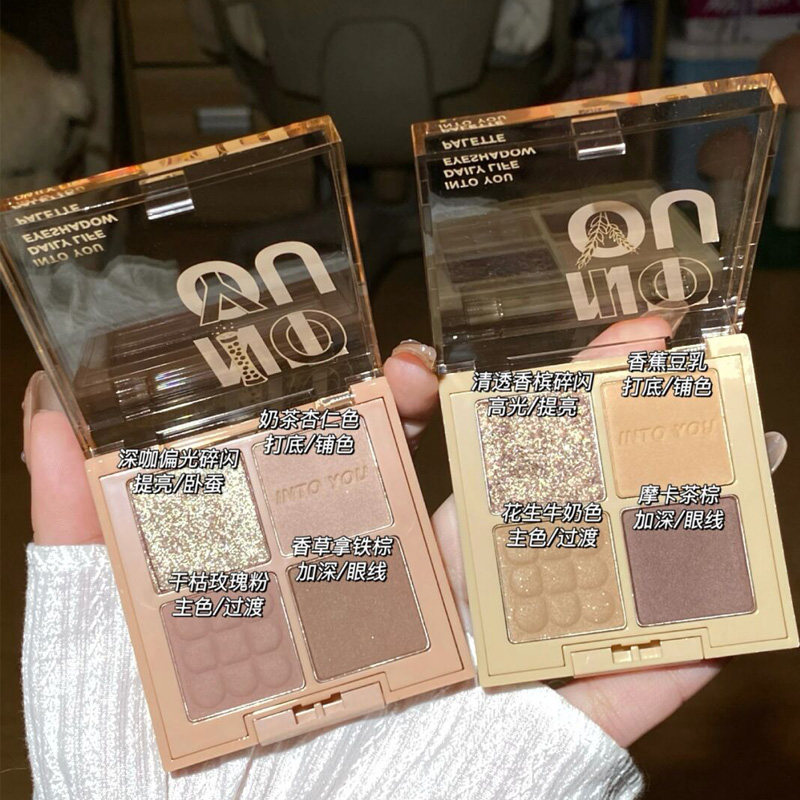 INTO YOU
DAILY LIFE
EYESHADOW
PALETTE
INTO YOU
DAILY LIFE
EYESHADOW
PALETTE
奶茶杏仁色
打底/铺色
INTO YOU
深咖偏光碎闪
提亮/卧蚕
香草拿铁棕
加深/眼线
干枯玫瑰粉
主色/过渡
清透香槟碎闪
高光/提亮
香蕉豆乳
打底/铺色
INTO YOU
花生牛奶色
主色/过渡
摩卡茶棕
加深/眼线